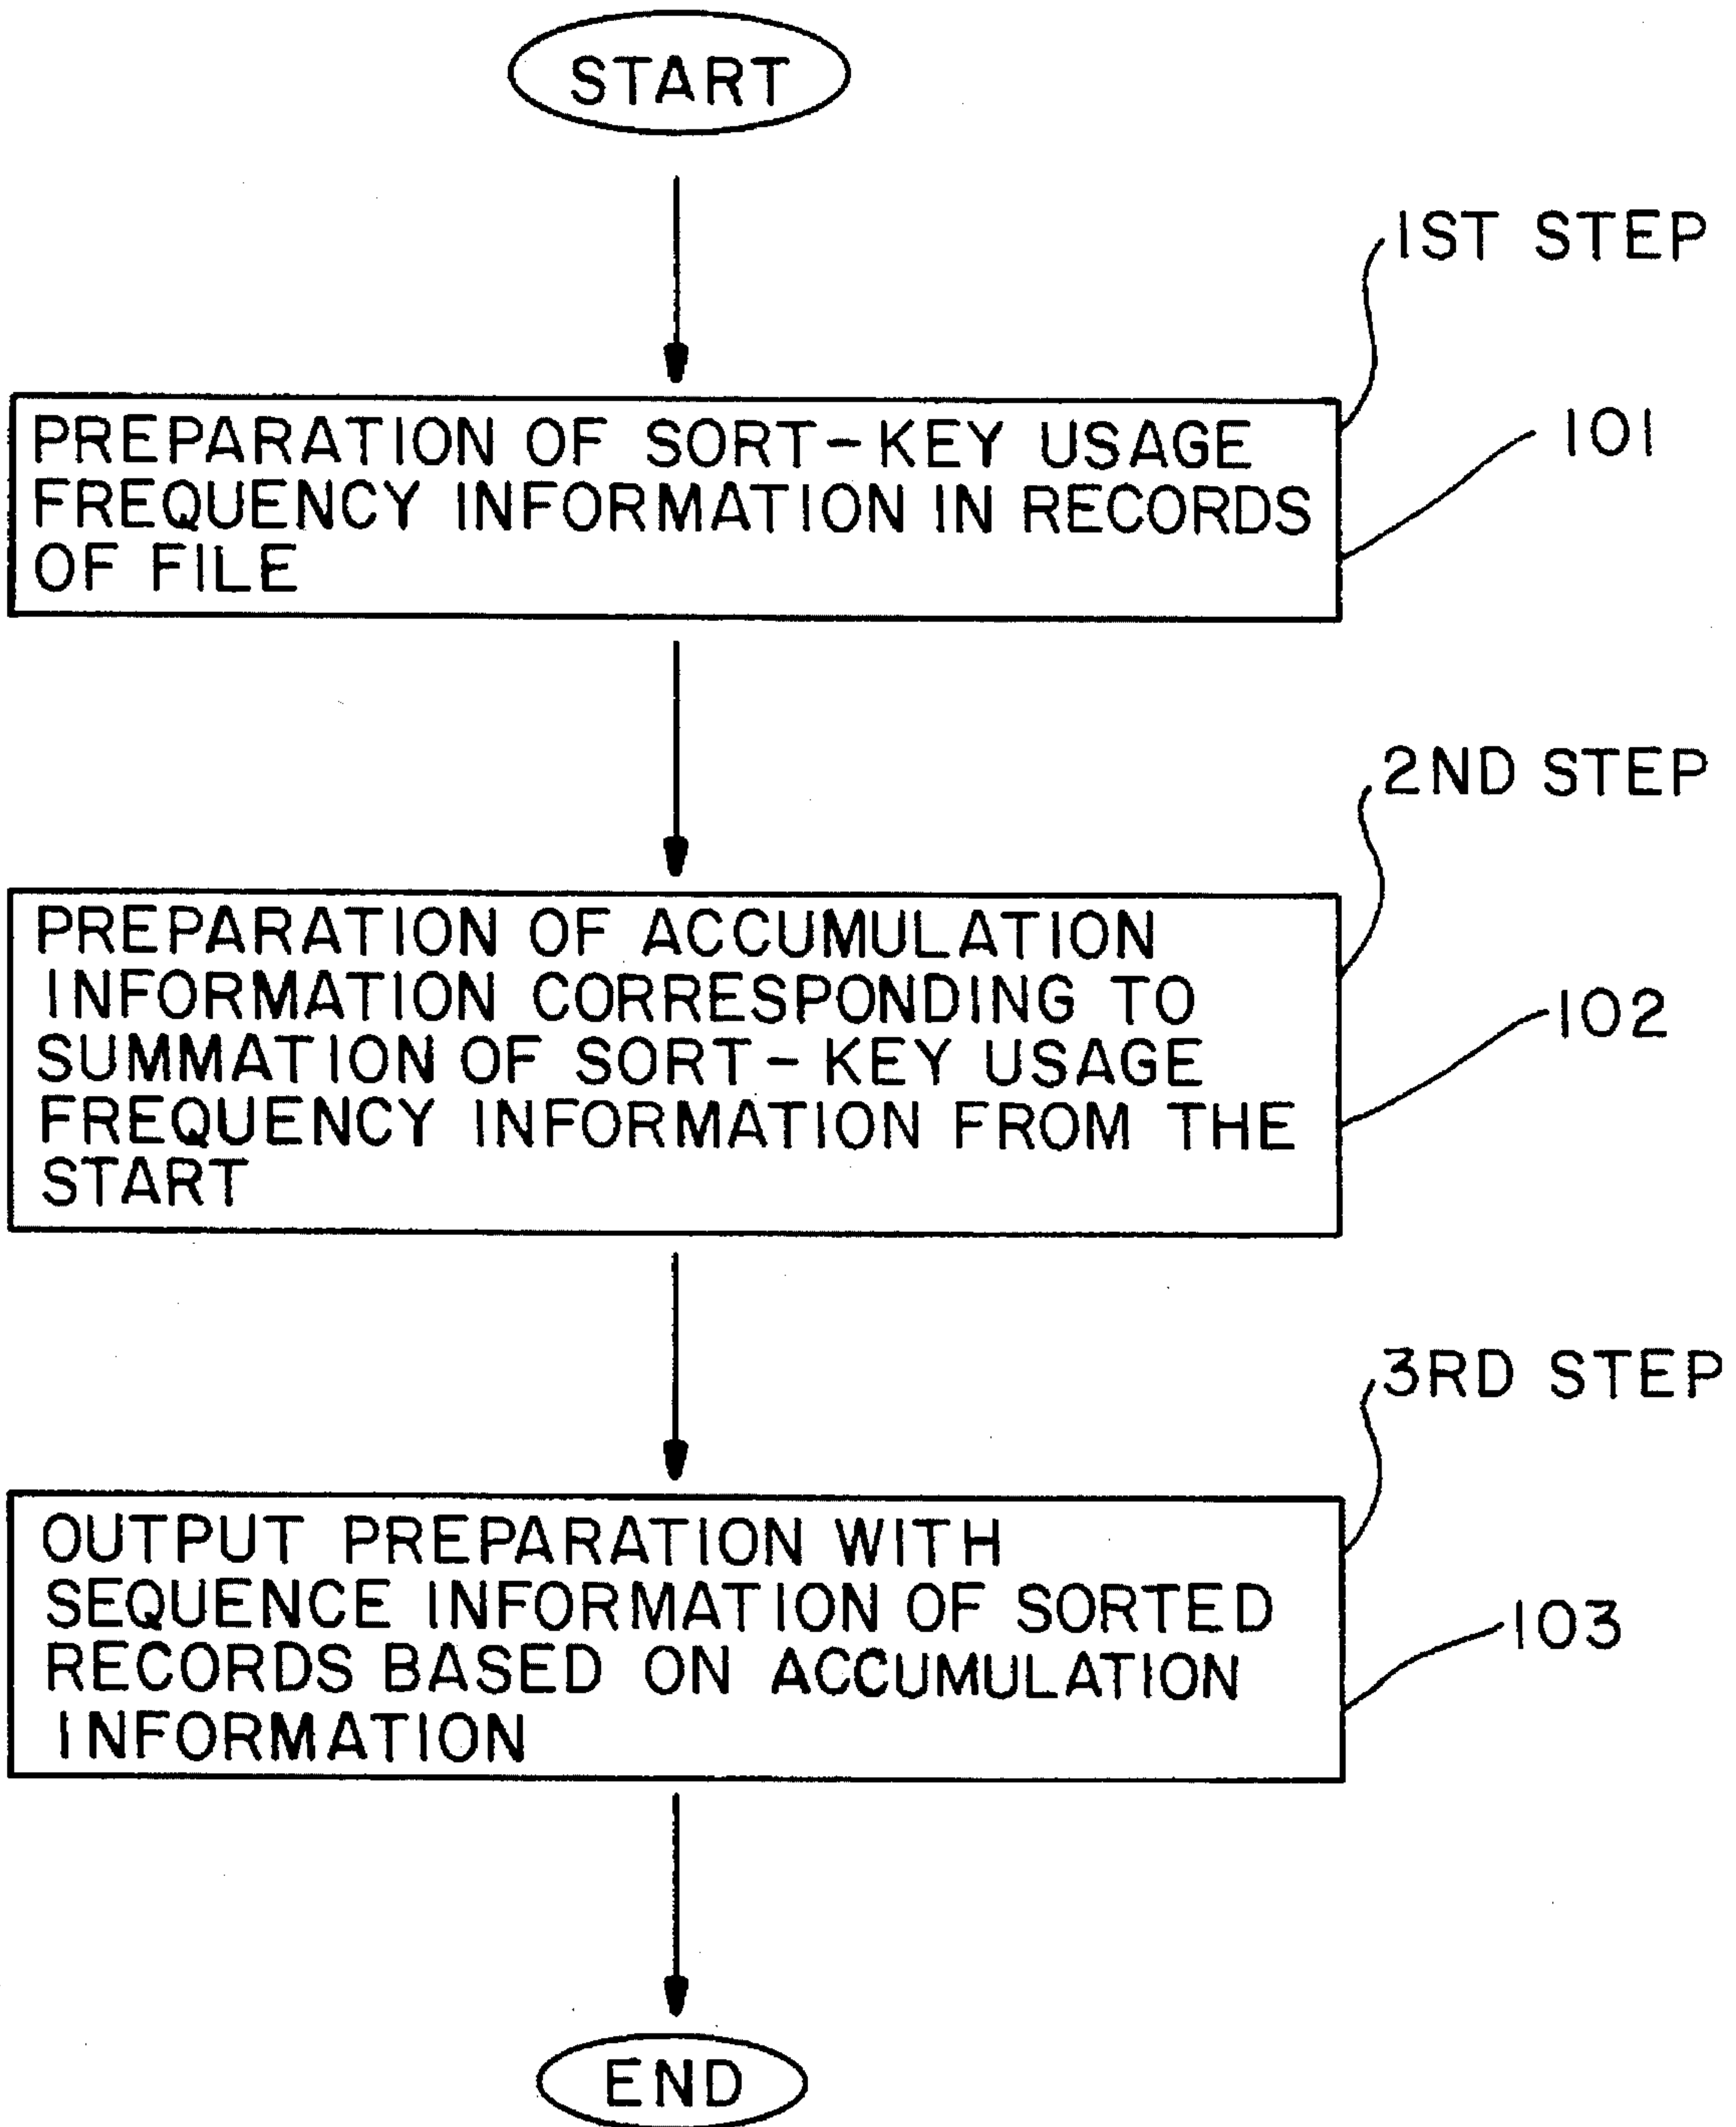 START
1ST STEP
PREPARATION OF SORT-KEY USAGE
FREQUENCY INFORMATION IN RECORDS
OF FILE
101
2ND STEP
PREPARATION OF ACCUMULATION
INFORMATION CORRESPONDING TO
SUMMATION OF SORT-KEY USAGE
FREQUENCY INFORMATION FROM THE
START
102
3RD STEP
OUTPUT PREPARATION WITH
SEQUENCE INFORMATION OF SORTED
RECORDS BASED ON ACCUMULATION
INFORMATION
103
END